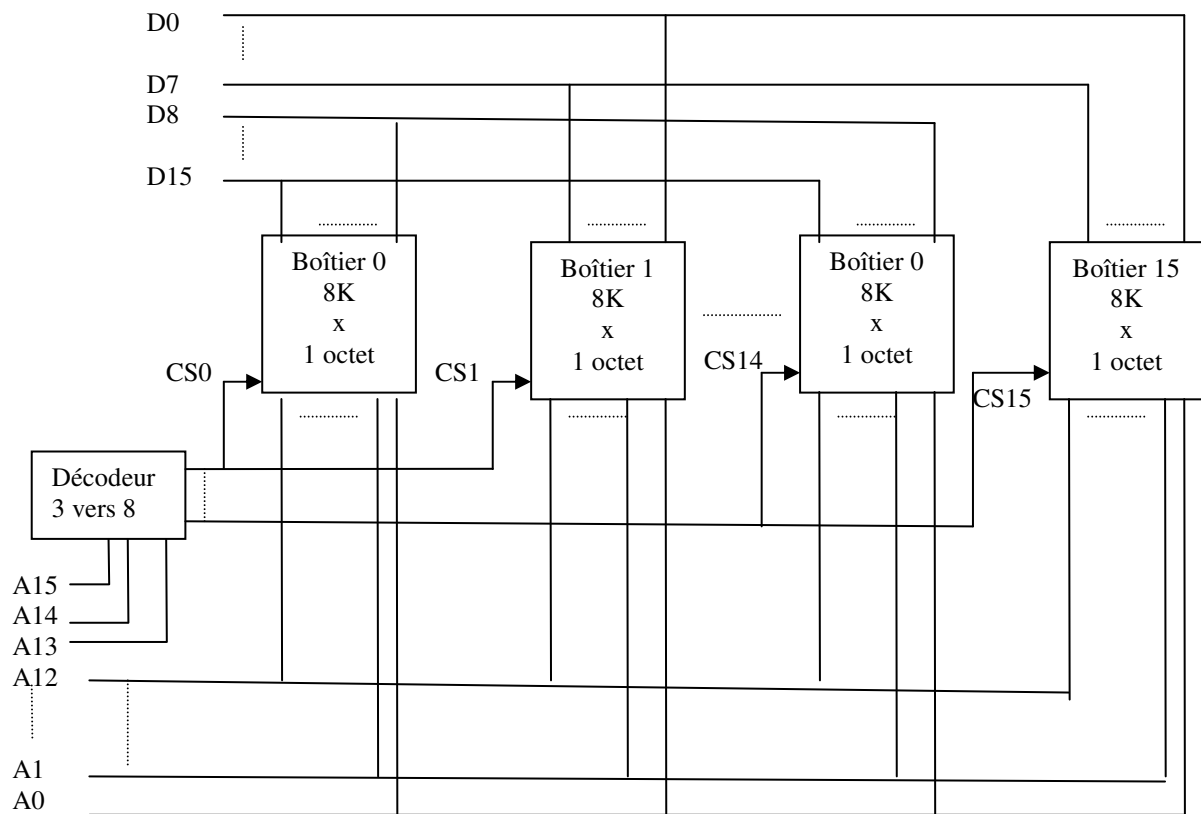 D0
D7
D8
D15
Boîtier 0
8K
x
1 octet
Boîtier 1
8K
x
1 octet
Boîtier 0
8K
x
1 octet
Boîtier 15
8K
x
1 octet
CS0
CS1
CS14
CS15
Décodeur
3 vers 8
A15
A14
A13
A12
A1
A0